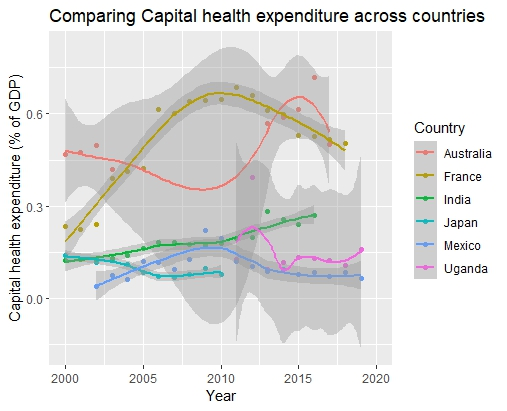 Comparing Capital health expenditure across countries
Capital health expenditure (% of GDP)
0.6
0.3
0.0
2000 2005 2010 2015 2020
Year
Country
Australia
France
India
Japan
Mexico
Uganda